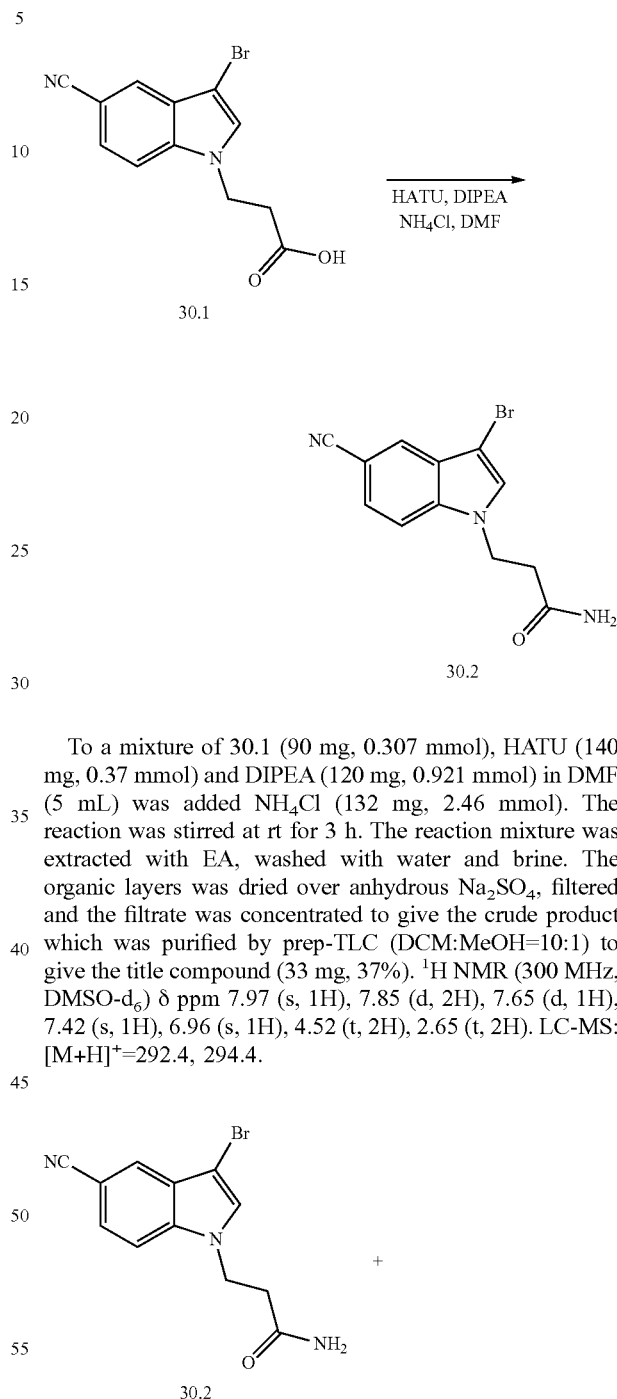 5
Br
NC
10
N
HATU, DIPEA
NH4Cl, DMF
OH
O
15
30.1
20
Br
NC
25
N
NH2
O
30.2
30
To a mixture of 30.1 (90 mg, 0.307 mmol), HATU (140
mg, 0.37 mmol) and DIPEA (120 mg, 0.921 mmol) in DMF
35 (5 mL) was added NH4Cl (132 mg, 2.46 mmol). The
reaction was stirred at rt for 3 h. The reaction mixture was
extracted with EA, washed with water and brine. The
organic layers was dried over anhydrous Na2SO4, filtered
and the filtrate was concentrated to give the crude product
40 which was purified by prep-TLC (DCM:MeOH=10:1) to
give the title compound (33 mg, 37%). ¹H NMR (300 MHz,
DMSO-d6) δ ppm 7.97 (s, 1H), 7.85 (d, 2H), 7.65 (d, 1H),
7.42 (s, 1H), 6.96 (s, 1H), 4.52 (t, 2H), 2.65 (t, 2H). LC-MS:
[M+H]⁺=292.4, 294.4.
45
Br
NC
50
N
+
NH2
55
O
30.2